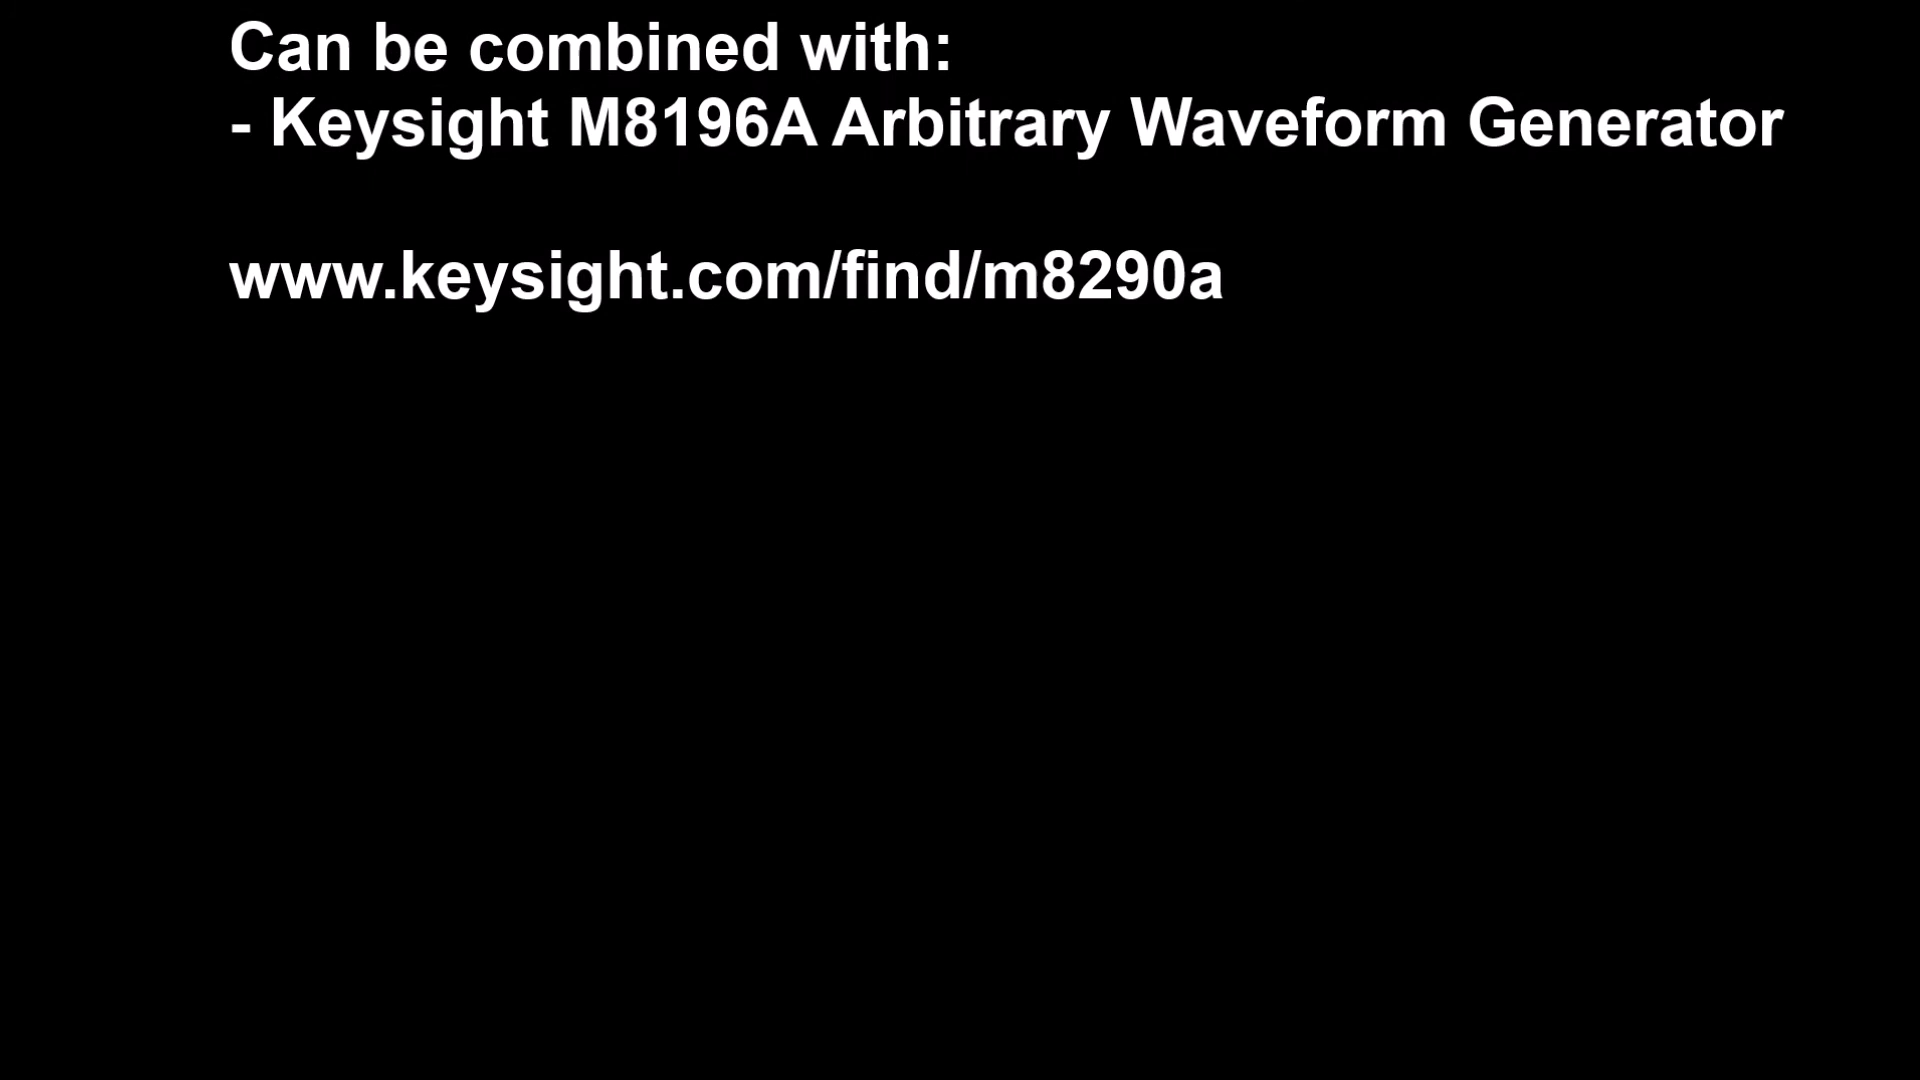 Can be combined with:
- Keysight M8196A Arbitrary Waveform Generator
www.keysight.com/find/m8290a